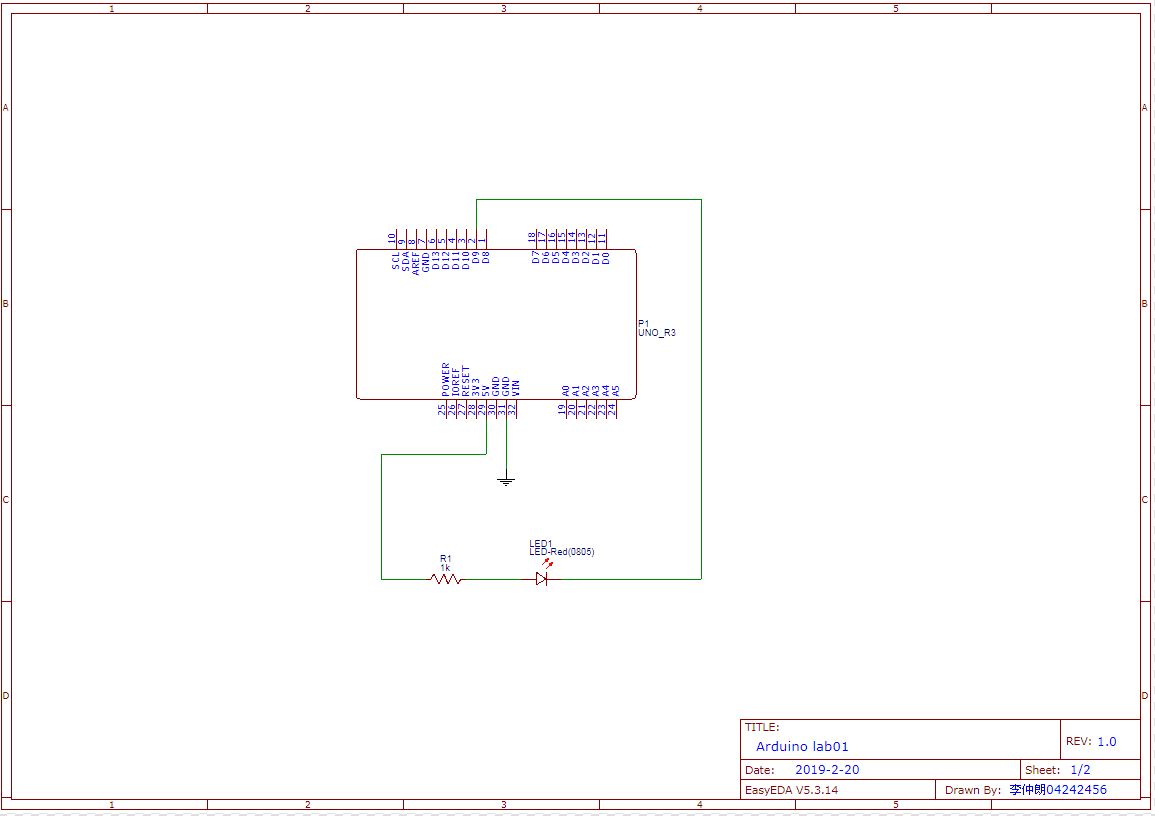 1 2 3 4 5
A A
10 9 8 7 6 5 4 3 2 1 18 17 16 15 14 13 12 11
SCL SDA AREF GND D13 D12 D11 D10 D9 D8 D7 D6 D5 D4 D3 D2 D1 D0
B B
P1
UNO_R3
POWER IOREF RESET 3V3 5V GND GND VIN A0 A1 A2 A3 A4 A5
25 26 27 28 29 30 31 32 19 20 21 22 23 24
C C
LED1
LED-Red(0805)
R1
1k
D D
TITLE:
Arduino lab01
REV: 1.0
Date: 2019-2-20
Sheet: 1/2
EasyEDA V5.3.14
Drawn By: 李仲朗04242456
1 2 3 4 5